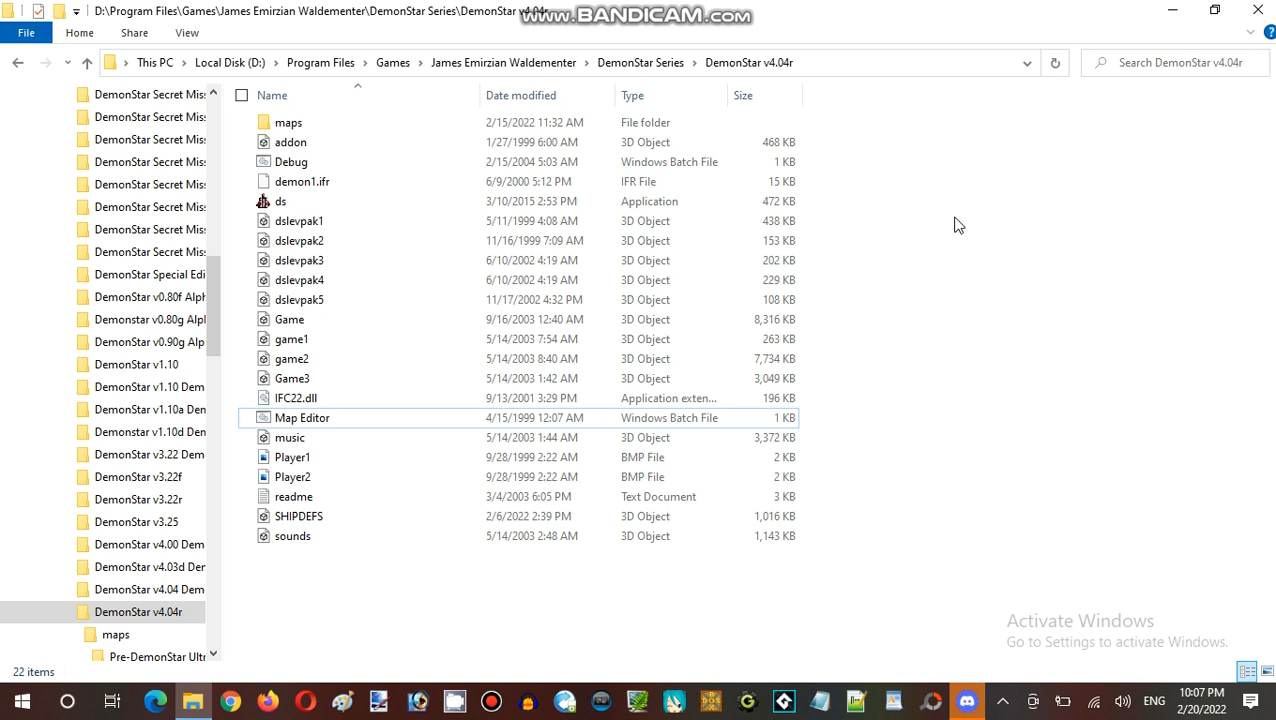 D:\Program Files\Games\James Emirzian Waldementer\DemonStar Series\DemonStar v4.04r
www.BANDICAM.com
File Home Share View
This PC Local Disk (D:) Program Files Games James Emirzian Waldementer DemonStar Series DemonStar v4.04r Search DemonStar v4.04r
Name Date modified Type Size
maps 2/15/2022 11:32 AM File folder
addon 1/27/1999 6:00 AM 3D Object 468 KB
Debug 2/15/2004 5:03 AM Windows Batch File 1 KB
demon1.ifr 6/9/2000 5:12 PM IFR File 15 KB
ds 3/10/2015 2:53 PM Application 472 KB
dslevpak1 5/11/1999 4:08 AM 3D Object 438 KB
dslevpak2 11/16/1999 7:09 AM 3D Object 153 KB
dslevpak3 6/10/2002 4:19 AM 3D Object 202 KB
dslevpak4 6/10/2002 4:19 AM 3D Object 229 KB
dslevpak5 11/17/2002 4:32 PM 3D Object 108 KB
Game 9/16/2003 12:40 AM 3D Object 8,316 KB
game1 5/14/2003 7:54 AM 3D Object 263 KB
game2 5/14/2003 8:40 AM 3D Object 7,734 KB
Game3 5/14/2003 1:42 AM 3D Object 3,049 KB
IFC22.dll 9/13/2001 3:29 PM Application exten... 196 KB
Map Editor 4/15/1999 12:07 AM Windows Batch File 1 KB
music 5/14/2003 1:44 AM 3D Object 3,372 KB
Player1 9/28/1999 2:22 AM BMP File 2 KB
Player2 9/28/1999 2:22 AM BMP File 2 KB
readme 3/4/2003 6:05 PM Text Document 3 KB
SHIPDEFS 2/6/2022 2:39 PM 3D Object 1,016 KB
sounds 5/14/2003 2:48 AM 3D Object 1,143 KB
DemonStar Secret Miss
DemonStar Secret Miss
DemonStar Secret Miss
DemonStar Secret Miss
DemonStar Secret Miss
DemonStar Secret Miss
DemonStar Secret Miss
DemonStar Secret Miss
DemonStar Special Edi
DemonStar v0.80f Alph
Demonstar v0.80g Alp
DemonStar v0.90g Alp
DemonStar v1.10
DemonStar v1.10 Dem
DemonStar v1.10a Den
Demonstar v1.10d Den
DemonStar v3.22 Dem
DemonStar v3.22f
DemonStar v3.22r
DemonStar v3.25
DemonStar v4.00 Dem
DemonStar v4.03d De
DemonStar v4.04 Dem
DemonStar v4.04r
maps
Pre-DemonStar Ultr
22 items
Activate Windows
Go to Settings to activate Windows.
ENG
10:07 PM
2/20/2022